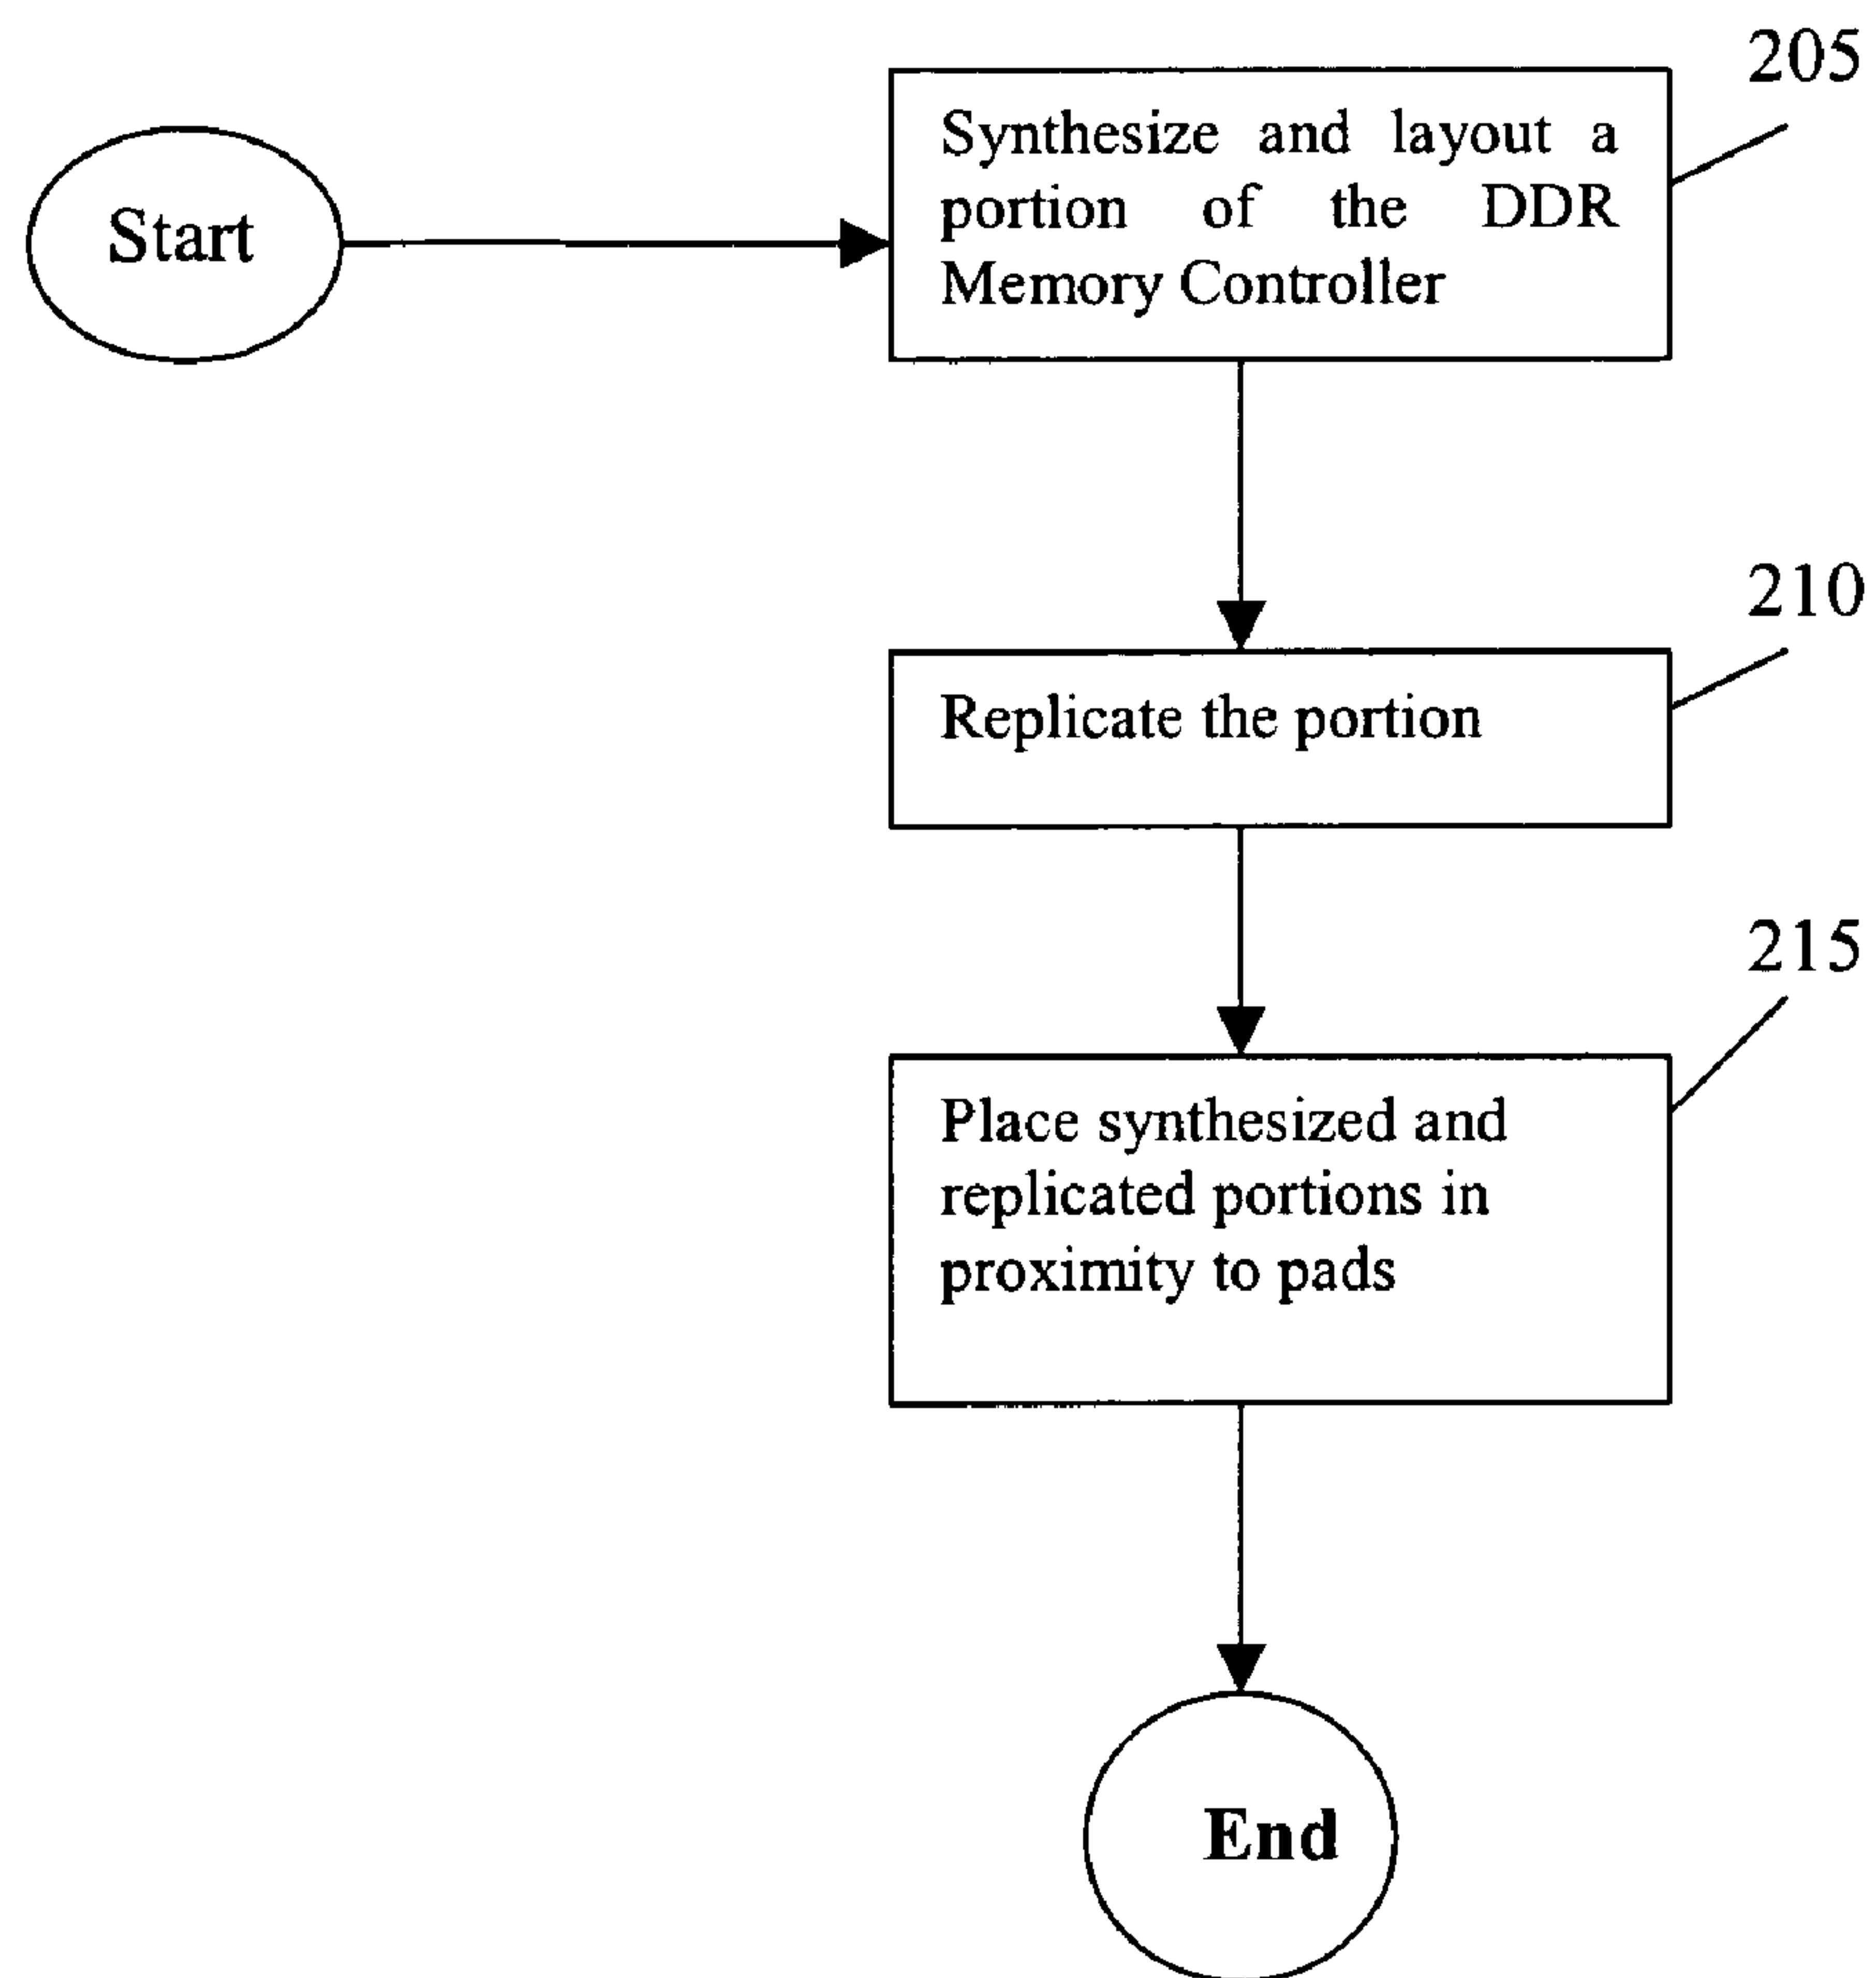 205
Start
Synthesize and layout a
portion of the DDR
Memory Controller
210
Replicate the portion
215
Place synthesized and
replicated portions in
proximity to pads
End